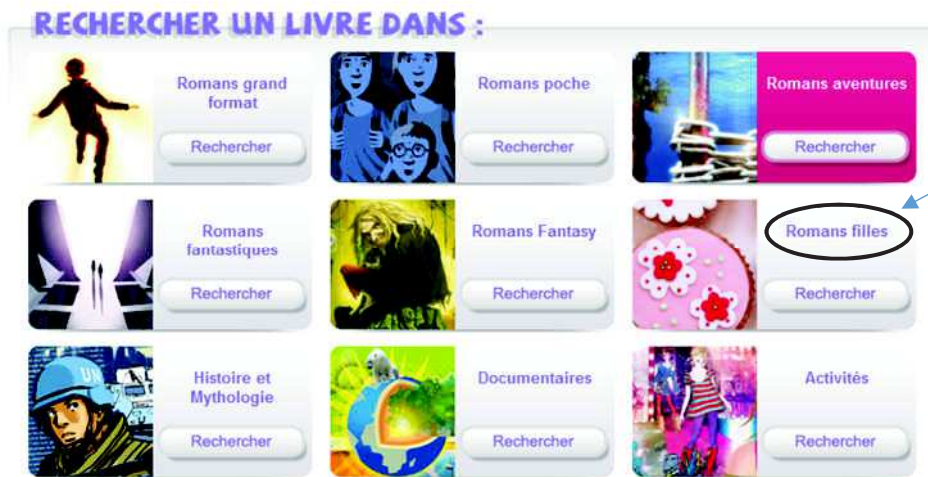 RECHERCHER UN LIVRE DANS :
Romans grand
format
Rechercher
Romans poche
Rechercher
Romans aventures
Rechercher
Romans
fantastiques
Rechercher
Romans Fantasy
Rechercher
Romans filles
Rechercher
UN
Histoire et
Mythologie
Rechercher
Documentaires
Rechercher
Activités
Rechercher